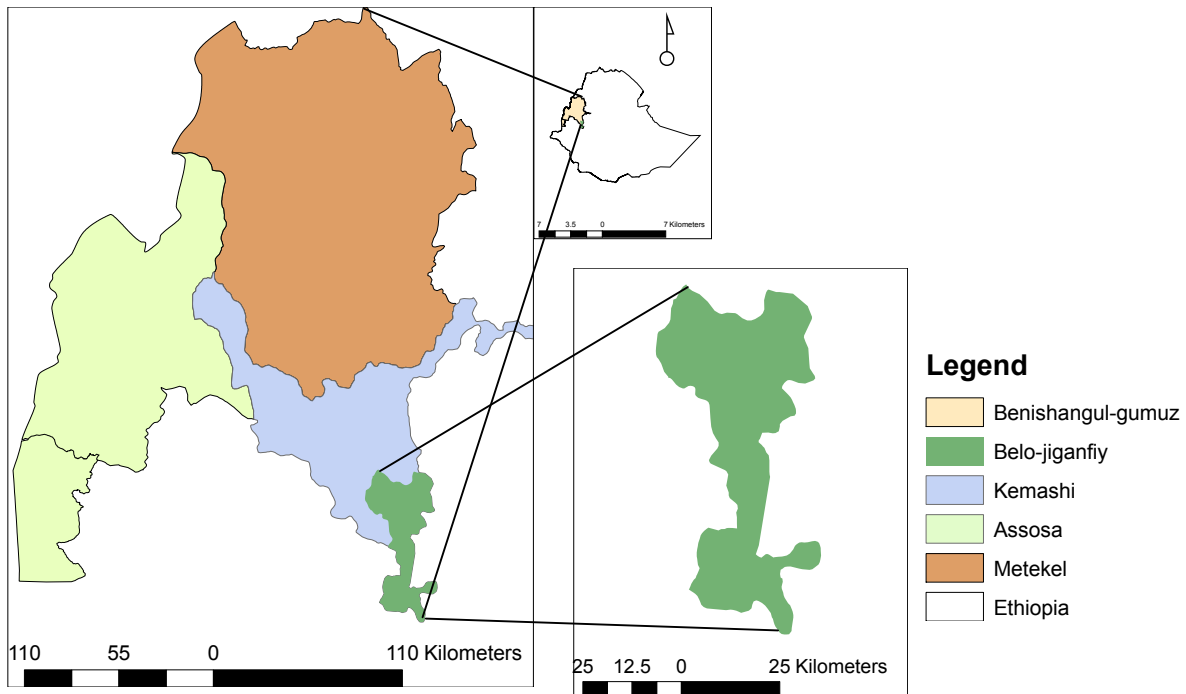 7 3.5 0 7 Kilometers
110 55 0 110 Kilometers
25 12.5 0 25 Kilometers
Legend
Benishangul-gumuz
Belo-jiganfiy
Kemashi
Assosa
Metekel
Ethiopia